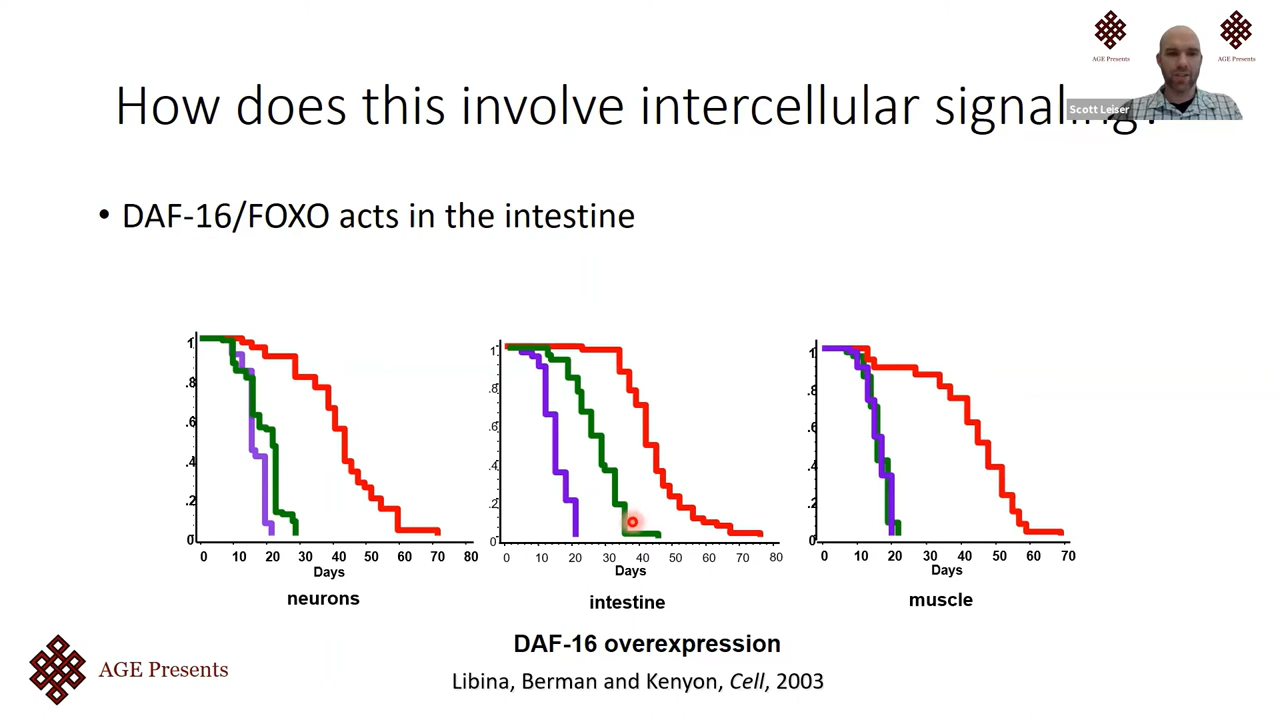 AGE Presents
AGE Presents
Scott Leiser
How does this involve intercellular signaling?
• DAF-16/FOXO acts in the intestine
1
.8
.6
.4
.2
0
0 10 20 30 40 50 60 70 80
Days
neurons
1
.8
.6
.4
.2
0
0 10 20 30 40 50 60 70 80
Days
intestine
1
.8
.6
.4
.2
0
0 10 20 30 40 50 60 70
Days
muscle
DAF-16 overexpression
Libina, Berman and Kenyon, Cell, 2003
AGE Presents